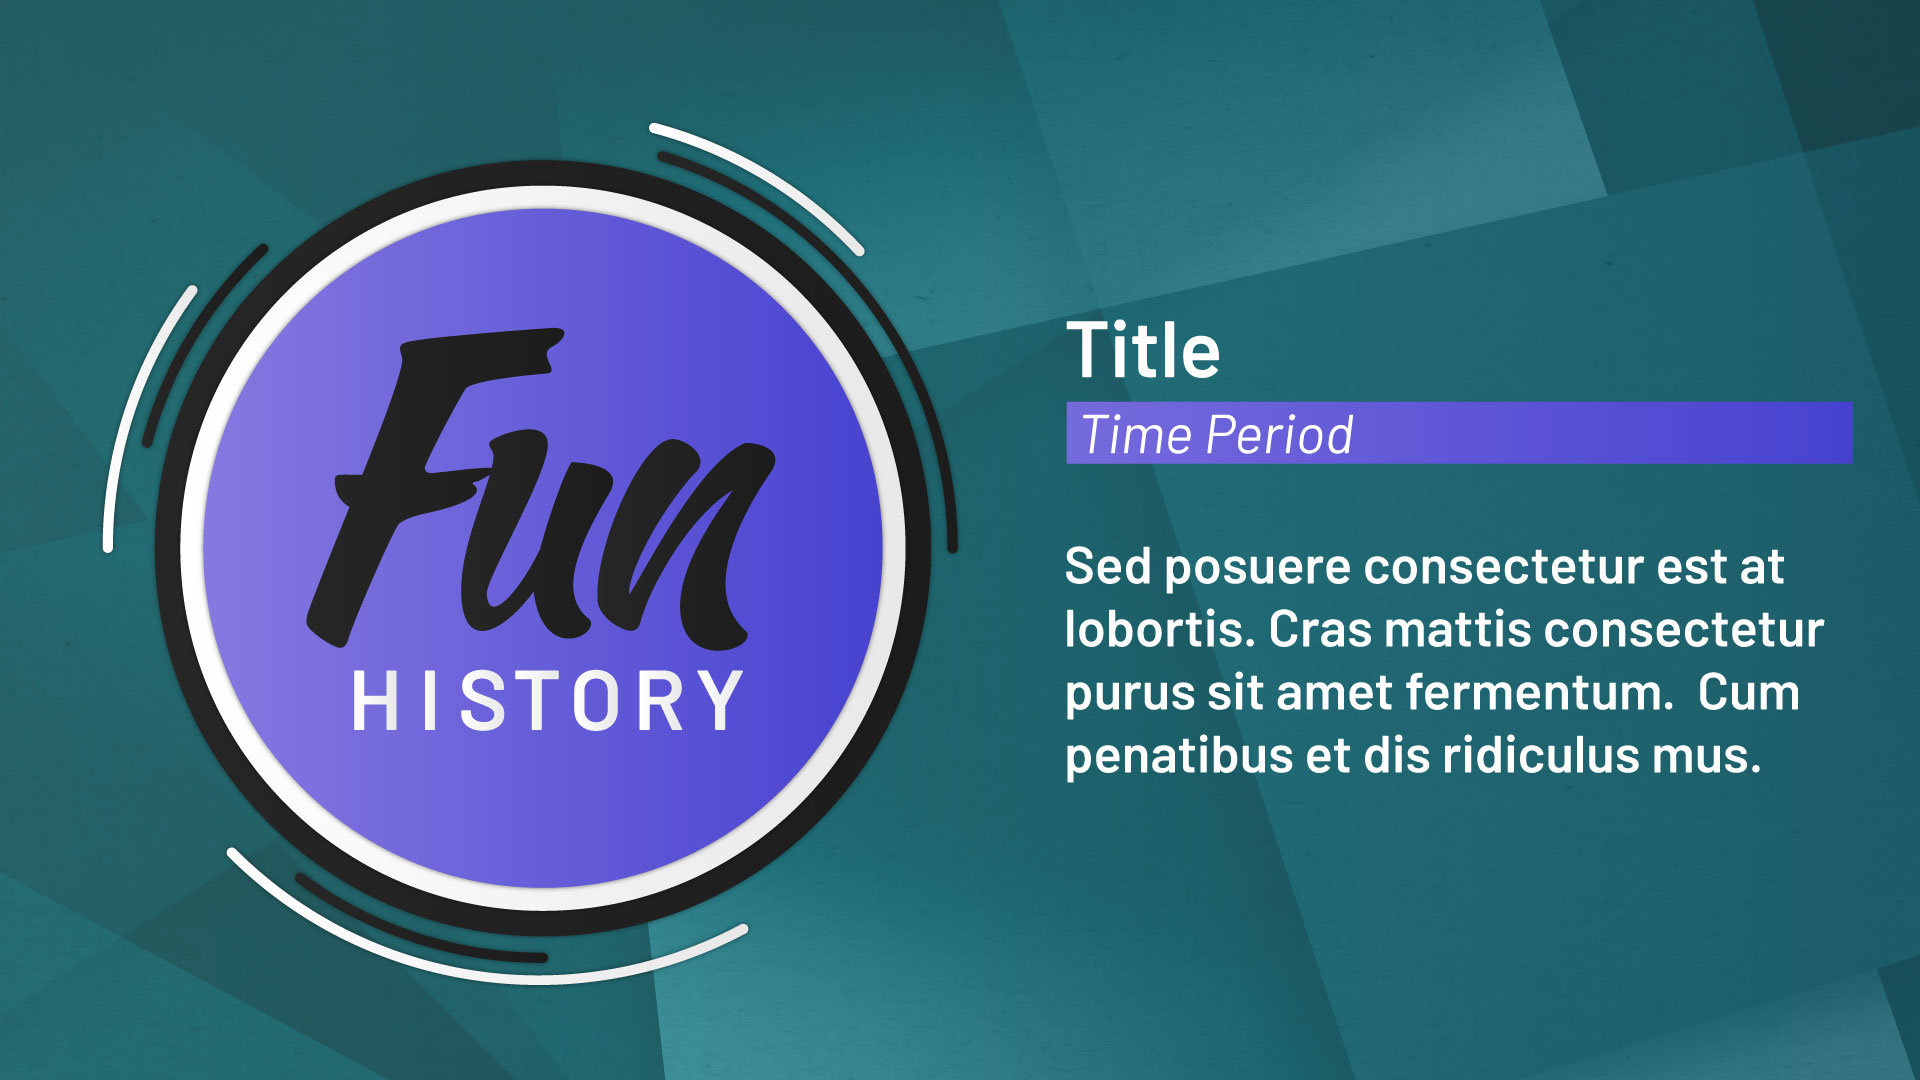 Fun
HISTORY
Title
Time Period
Sed posuere consectetur est at
lobortis. Cras mattis consectetur
purus sit amet fermentum.  Cum
penatibus et dis ridiculus mus.